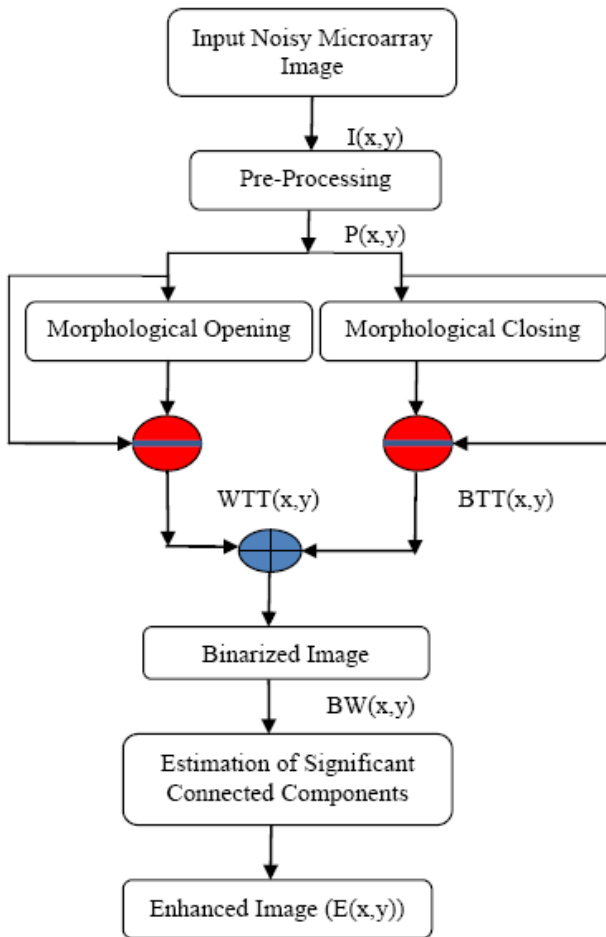 Input Noisy Microarray
Image
I(x,y)
Pre-Processing
P(x,y)
Morphological Opening
Morphological Closing
WTT(x,y)
BTT(x,y)
Binarized Image
BW(x,y)
Estimation of Significant
Connected Components
Enhanced Image (E(x,y))